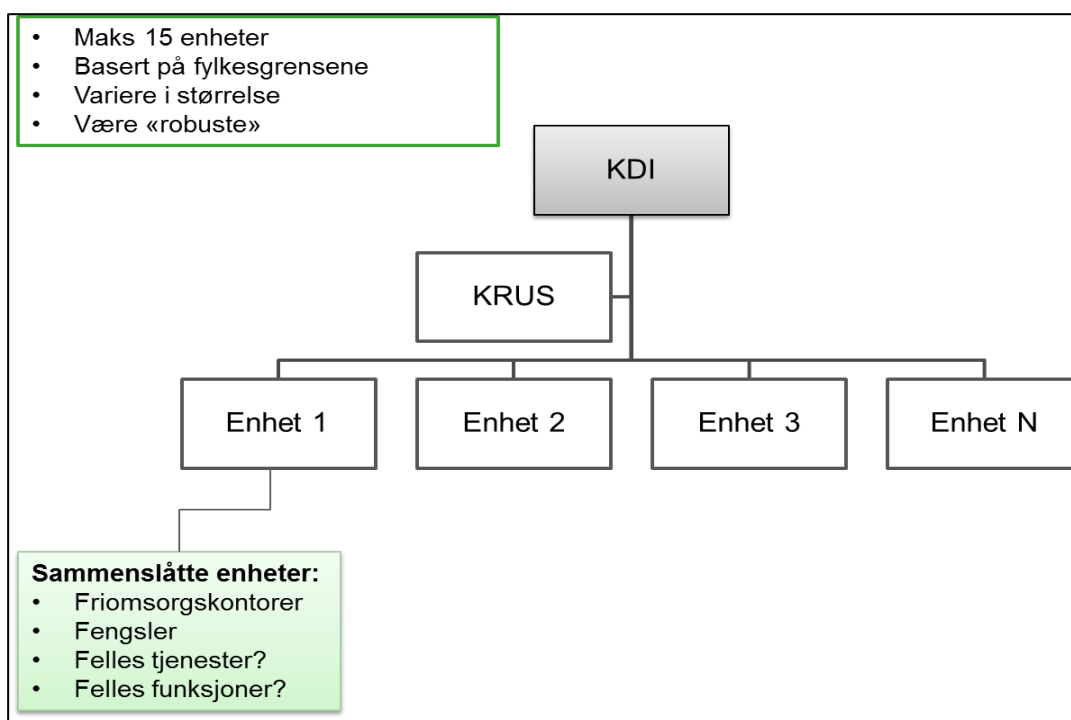 • Maks 15 enheter
• Basert på fylkesgrensene
• Variere i størrelse
• Være «robuste»
KDI
KRUS
Enhet 1
Enhet 2
Enhet 3
Enhet N
Sammenslåtte enheter:
• Friomsorgskontorer
• Fengsler
• Felles tjenester?
• Felles funksjoner?